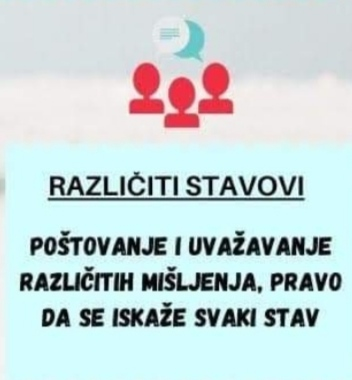 RAZLIČITI STAVOVI
POŠTOVANJE I UVAŽAVANJE
RAZLIČITIH MIŠLJENJA, PRAVO
DA SE ISKAŽE SVAKI STAV